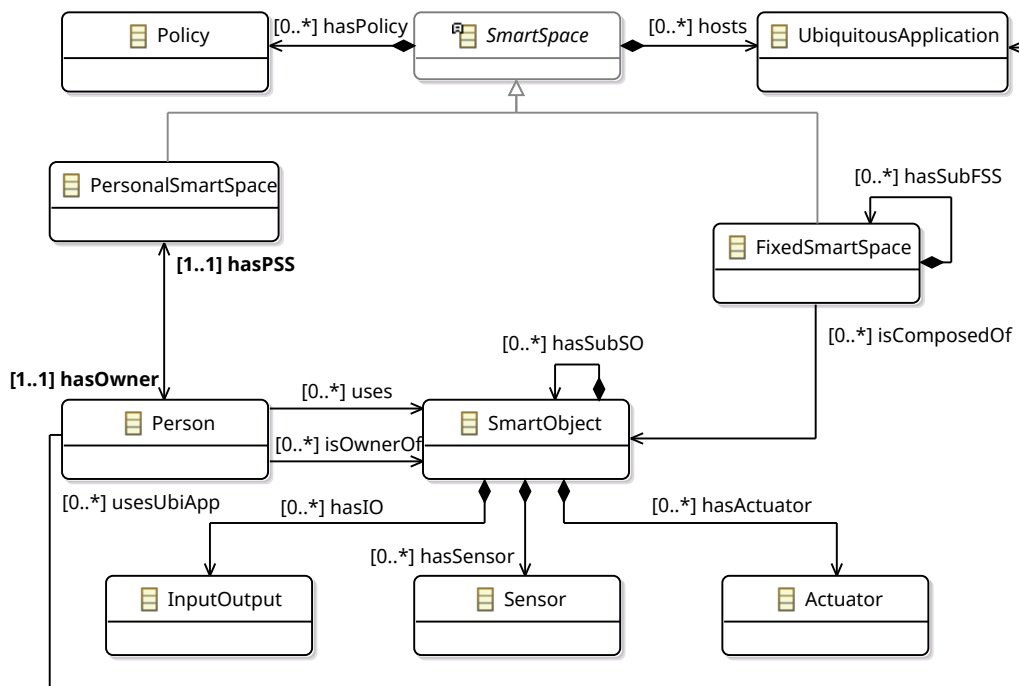 Policy
[0..*] hasPolicy
SmartSpace
[0..*] hosts
UbiquitousApplication
PersonalSmartSpace
[0..*] hasSubFSS
FixedSmartSpace
[1..1] hasPSS
[0..*] isComposedOf
[0..*] hasSubSO
[1..1] hasOwner
[0..*] uses
Person
SmartObject
[0..*] isOwnerOf
[0..*] usesUbiApp
[0..*] hasIO
[0..*] hasActuator
[0..*] hasSensor
InputOutput
Sensor
Actuator